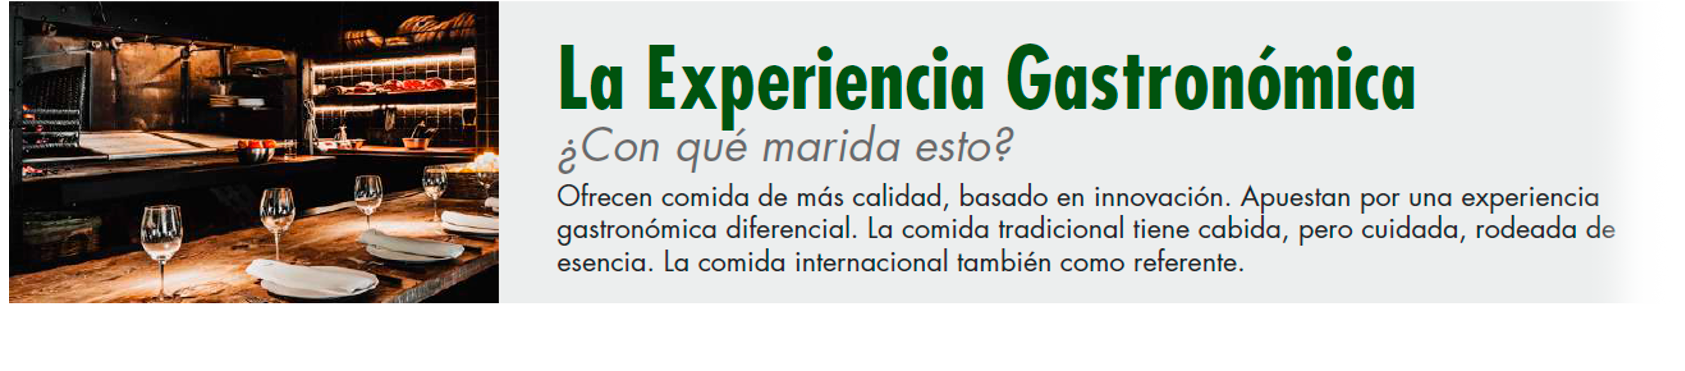 La Experiencia Gastronómica
¿Con qué marida esto?
Ofrecen comida de más calidad, basado en innovación. Apuestan por una experiencia
gastronómica diferencial. La comida tradicional tiene cabida, pero cuidada, rodeada de
esencia. La comida internacional también como referente.